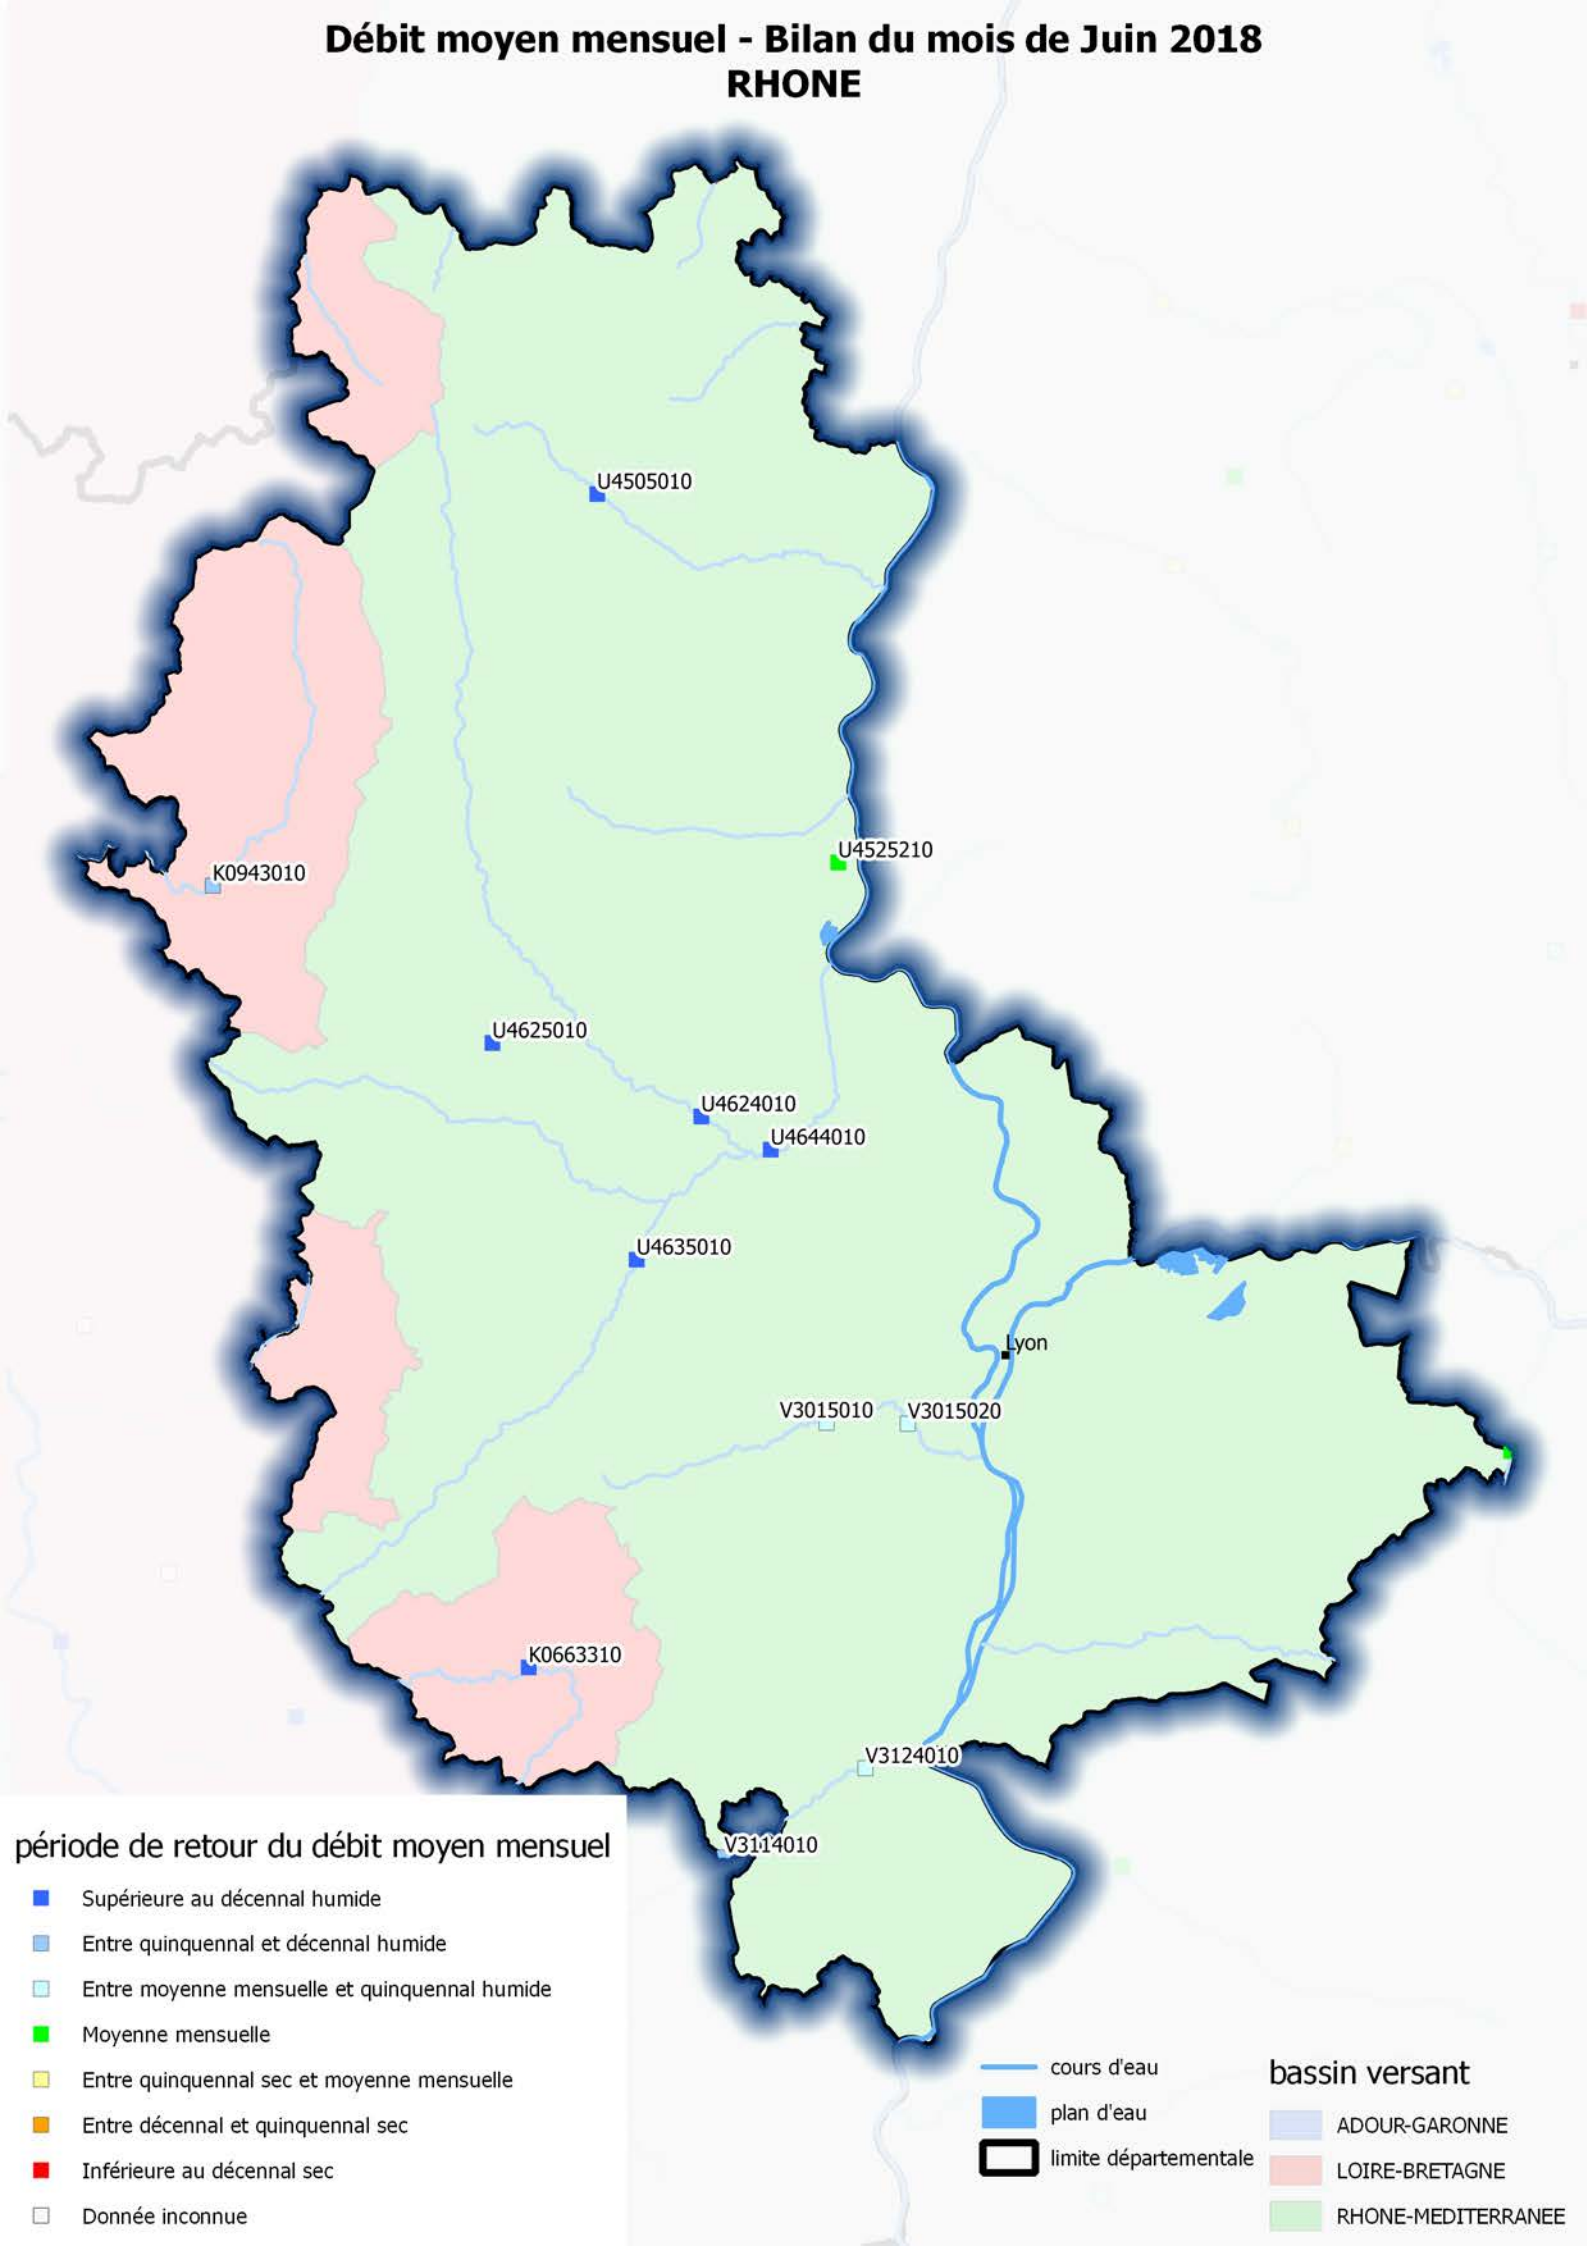 Débit moyen mensuel - Bilan du mois de Juin 2018
RHONE
U4505010
U4525210
K0943010
U4625010
U4624010
U4644010
U4635010
Lyon
V3015010
V3015020
K0663310
V3124010
V3114010
période de retour du débit moyen mensuel
Supérieure au décennal humide
Entre quinquennal et décennal humide
Entre moyenne mensuelle et quinquennal humide
Moyenne mensuelle
Entre quinquennal sec et moyenne mensuelle
Entre décennal et quinquennal sec
Inférieure au décennal sec
Donnée inconnue
cours d'eau
plan d'eau
limite départementale
bassin versant
ADOUR-GARONNE
LOIRE-BRETAGNE
RHONE-MEDITERRANEE